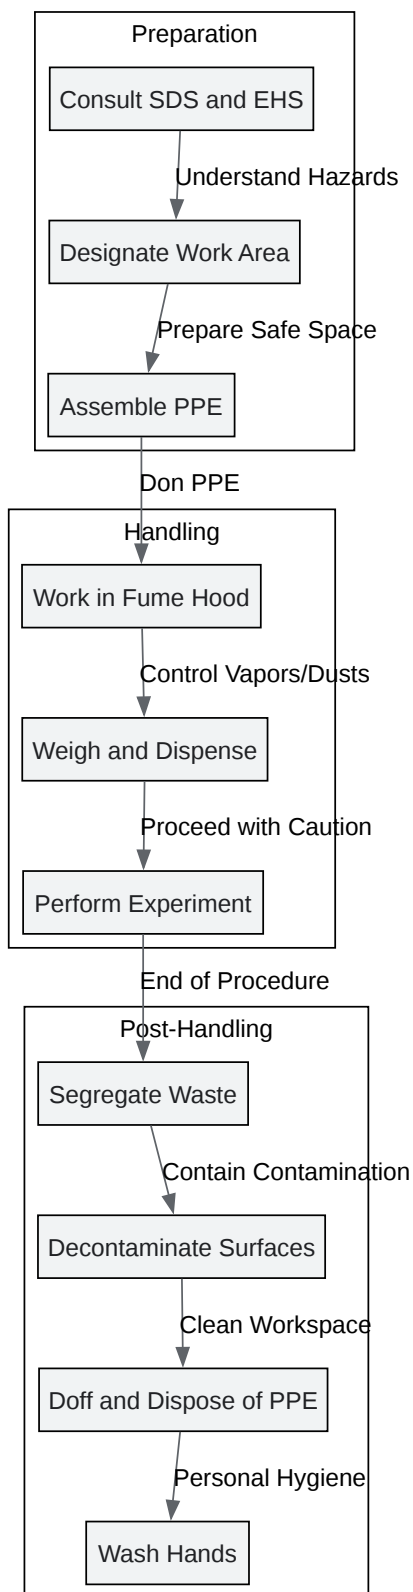 Preparation
Consult SDS and EHS
Understand Hazards
Designate Work Area
Prepare Safe Space
Assemble PPE
Don PPE
Handling
Work in Fume Hood
Control Vapors/Dusts
Weigh and Dispense
Proceed with Caution
Perform Experiment
End of Procedure
Post-Handling
Segregate Waste
Contain Contamination
Decontaminate Surfaces
Clean Workspace
Doff and Dispose of PPE
Personal Hygiene
Wash Hands